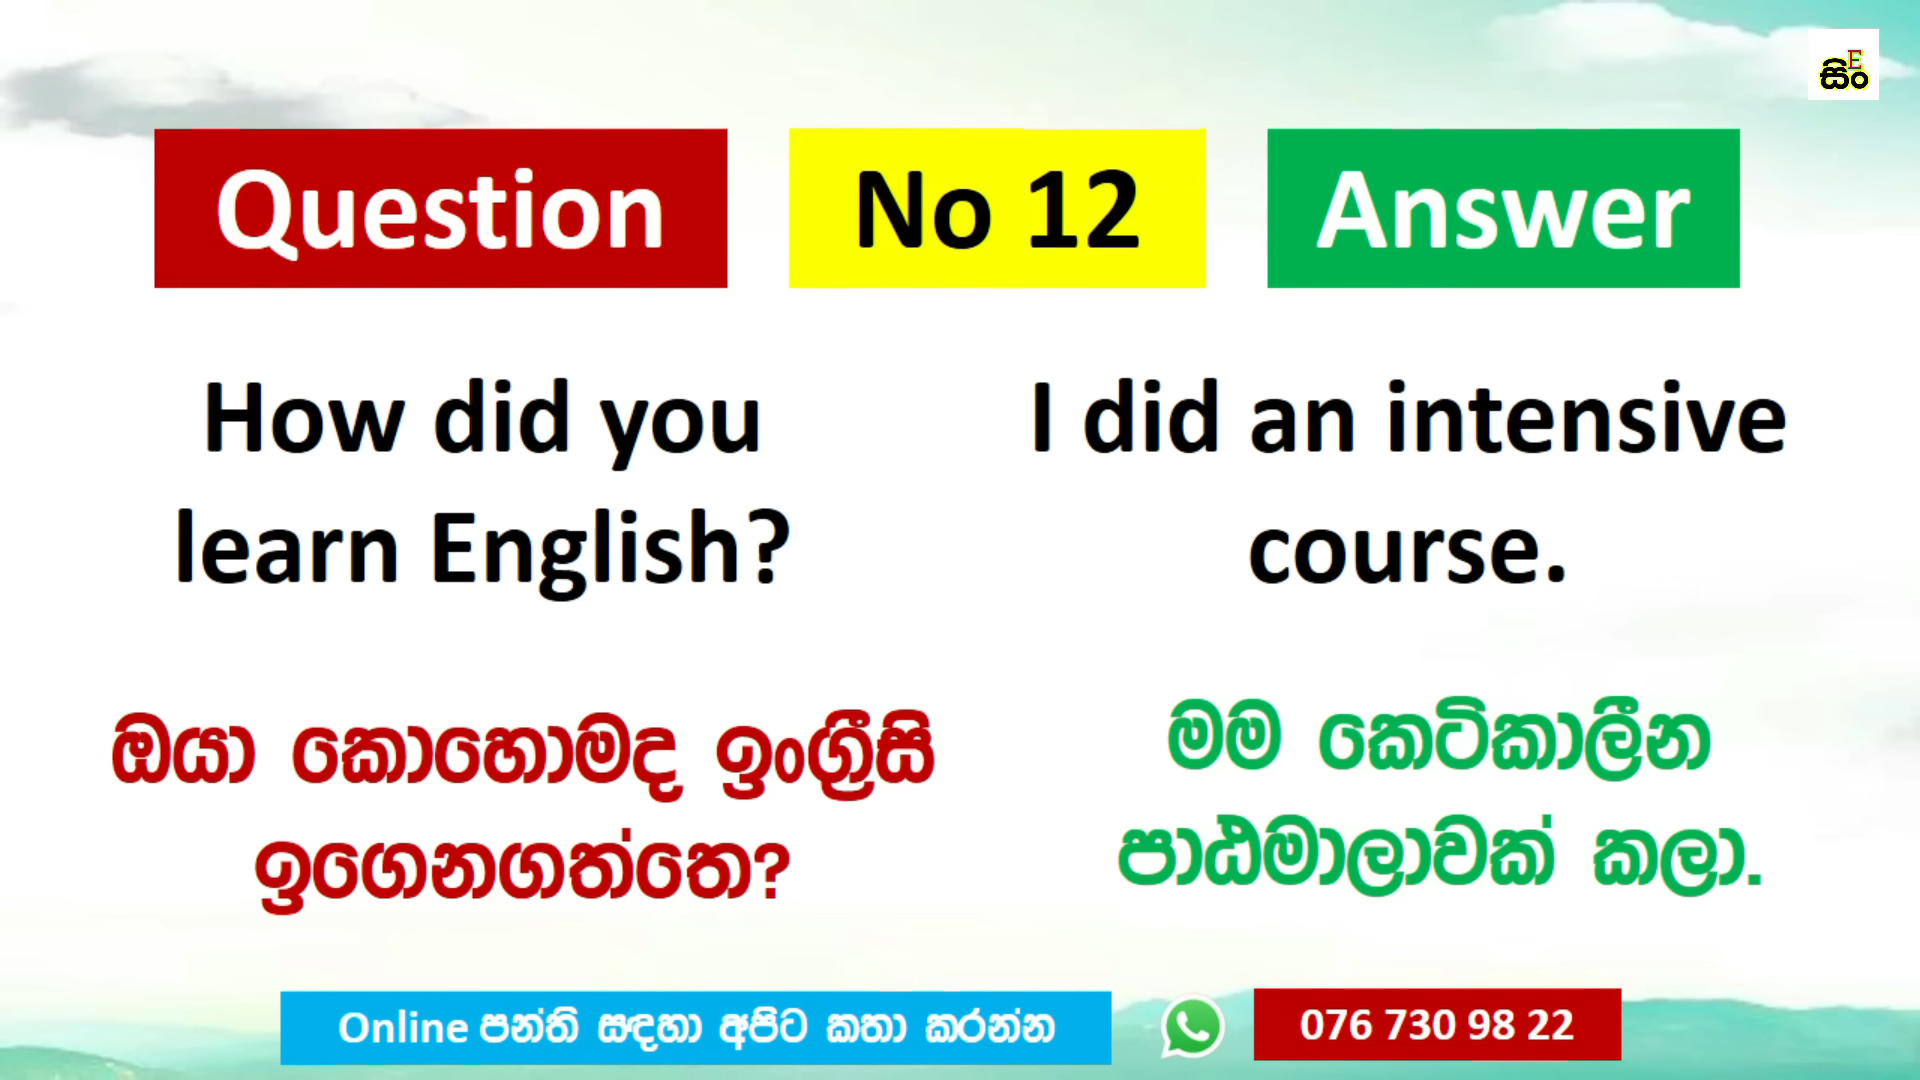 සිං
E
Question
No 12
Answer
How did you
learn English?
I did an intensive
course.
ඔයා කොහොමද ඉංග්‍රීසි
ඉගෙනගත්තෙ?
මම කෙටිකාලීන
පාඨමාලාවක් කලා.
Online පන්ති සඳහා අපිට කතා කරන්න
076 730 98 22